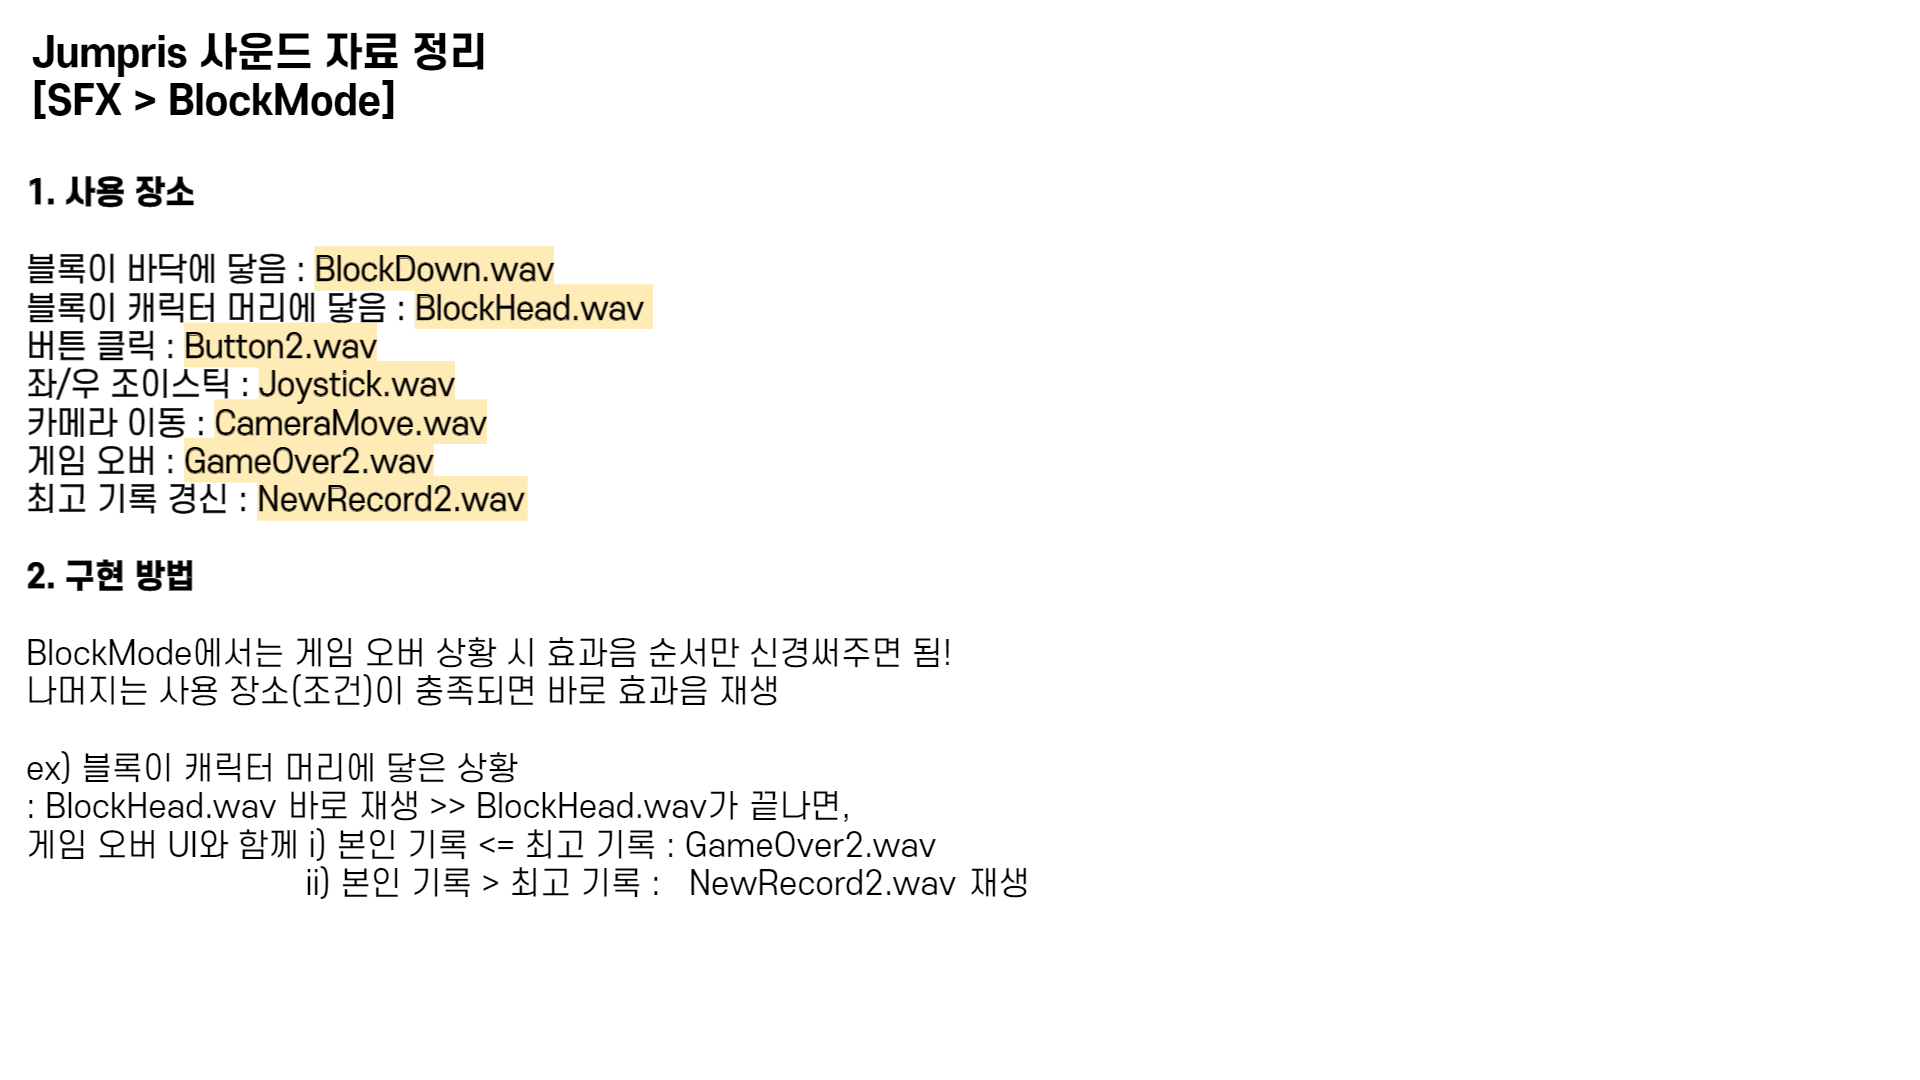 Jumpris 사운드 자료 정리
[SFX > BlockMode]
1. 사용 장소
블록이 바닥에 닿음 : BlockDown.wav
블록이 캐릭터 머리에 닿음 : BlockHead.wav
버튼 클릭 : Button2.wav
좌/우 조이스틱 : Joystick.wav
카메라 이동 : CameraMove.wav
게임 오버 : GameOver2.wav
최고 기록 경신 : NewRecord2.wav
2. 구현 방법
BlockMode에서는 게임 오버 상황 시 효과음 순서만 신경써주면 됨!
나머지는 사용 장소(조건)이 충족되면 바로 효과음 재생
ex) 블록이 캐릭터 머리에 닿은 상황
: BlockHead.wav 바로 재생 >> BlockHead.wav가 끝나면,
게임 오버 UI와 함께 i) 본인 기록 <= 최고 기록 : GameOver2.wav
ii) 본인 기록 > 최고 기록 : NewRecord2.wav 재생